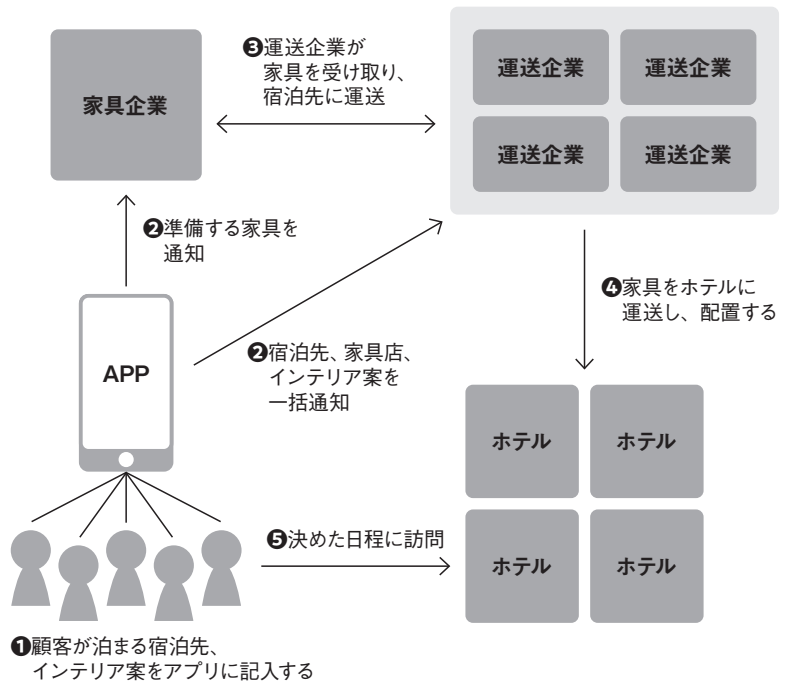 家具企業
❸運送企業が
家具を受け取り、
宿泊先に運送
運送企業
運送企業
運送企業
運送企業
❷準備する家具を
通知
❹家具をホテルに
運送し、配置する
APP
❷宿泊先、家具店、
インテリア案を
一括通知
ホテル
ホテル
❺決めた日程に訪問
ホテル
ホテル
❶顧客が泊まる宿泊先、
インテリア案をアプリに記入する